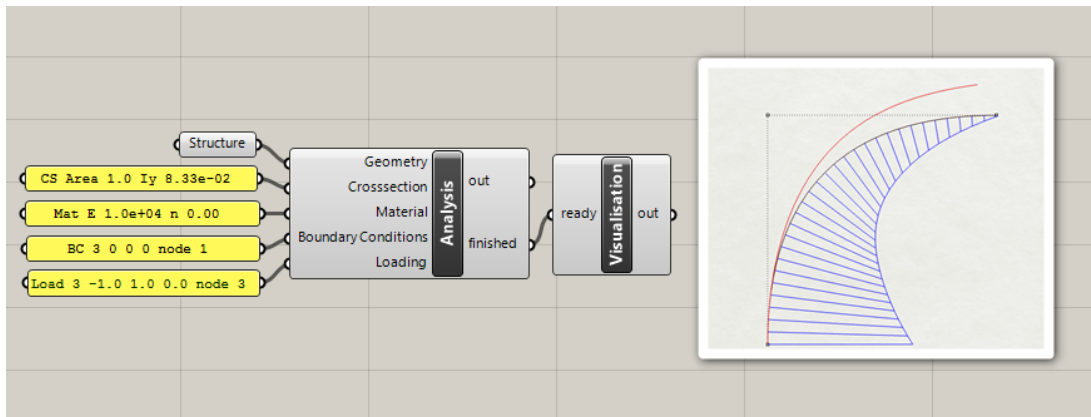 Structure
CS Area 1.0 Iy 8.33e-02
Mat E 1.0e+04 n 0.00
BC 3 0 0 0 node 1
Load 3 -1.0 1.0 0.0 node 3
Geometry
Crosssection
Material
Boundary Conditions
Loading
Analysis
out
finished
ready
Visualisation
out